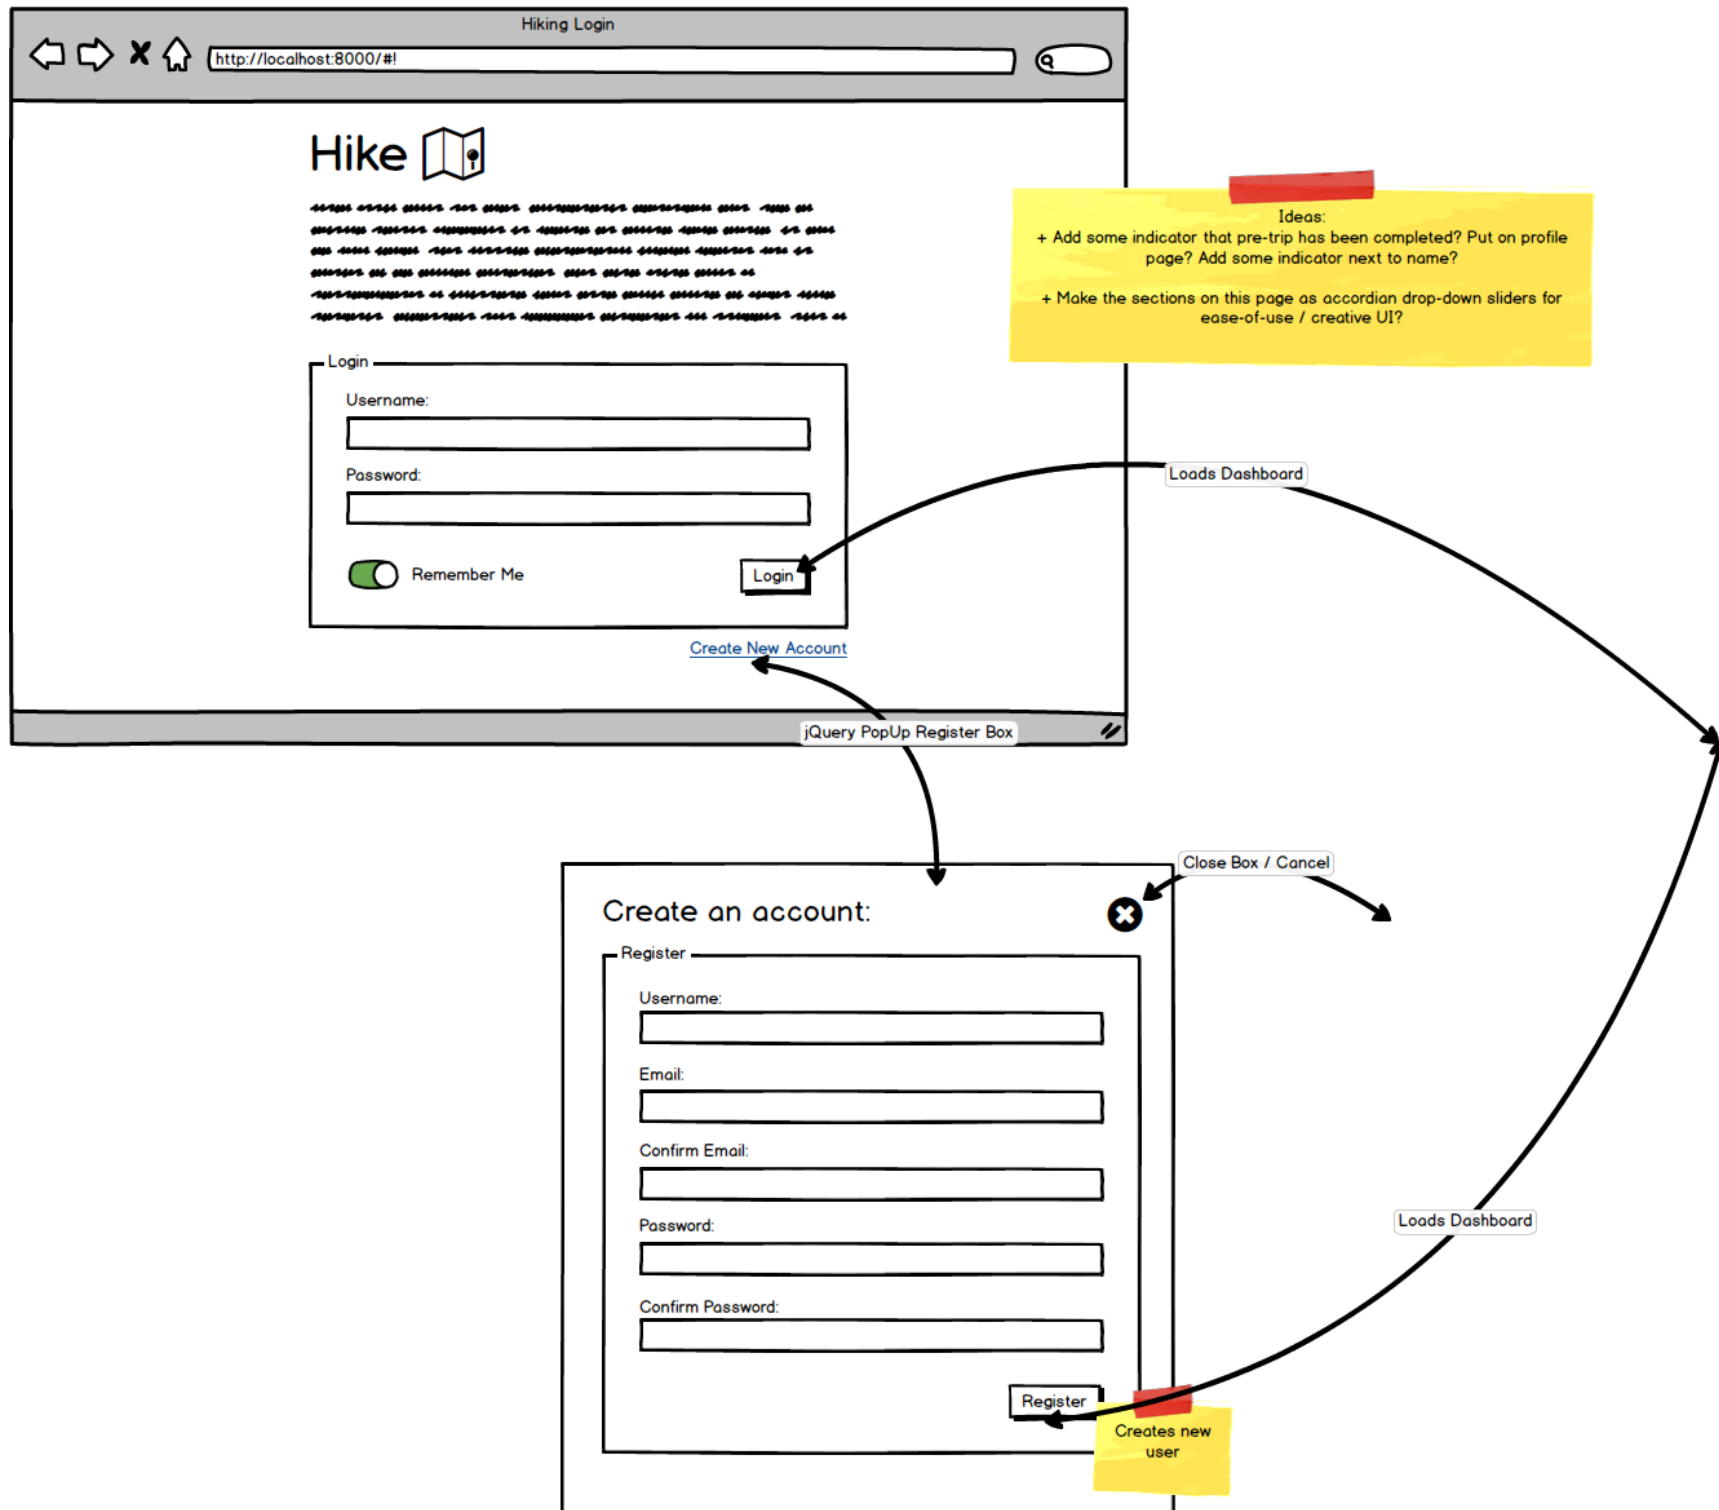 Hiking Login
http://localhost:8000/#!
Hike
Ideas:
+ Add some indicator that pre-trip has been completed? Put on profile
page? Add some indicator next to name?
+ Make the sections on this page as accordian drop-down sliders for
ease-of-use / creative UI?
Login
Username:
Password:
Remember Me
Login
Create New Account
Loads Dashboard
jQuery PopUp Register Box
Close Box / Cancel
Create an account:
Register
Username:
Email:
Confirm Email:
Password:
Confirm Password:
Register
Loads Dashboard
Creates new
user